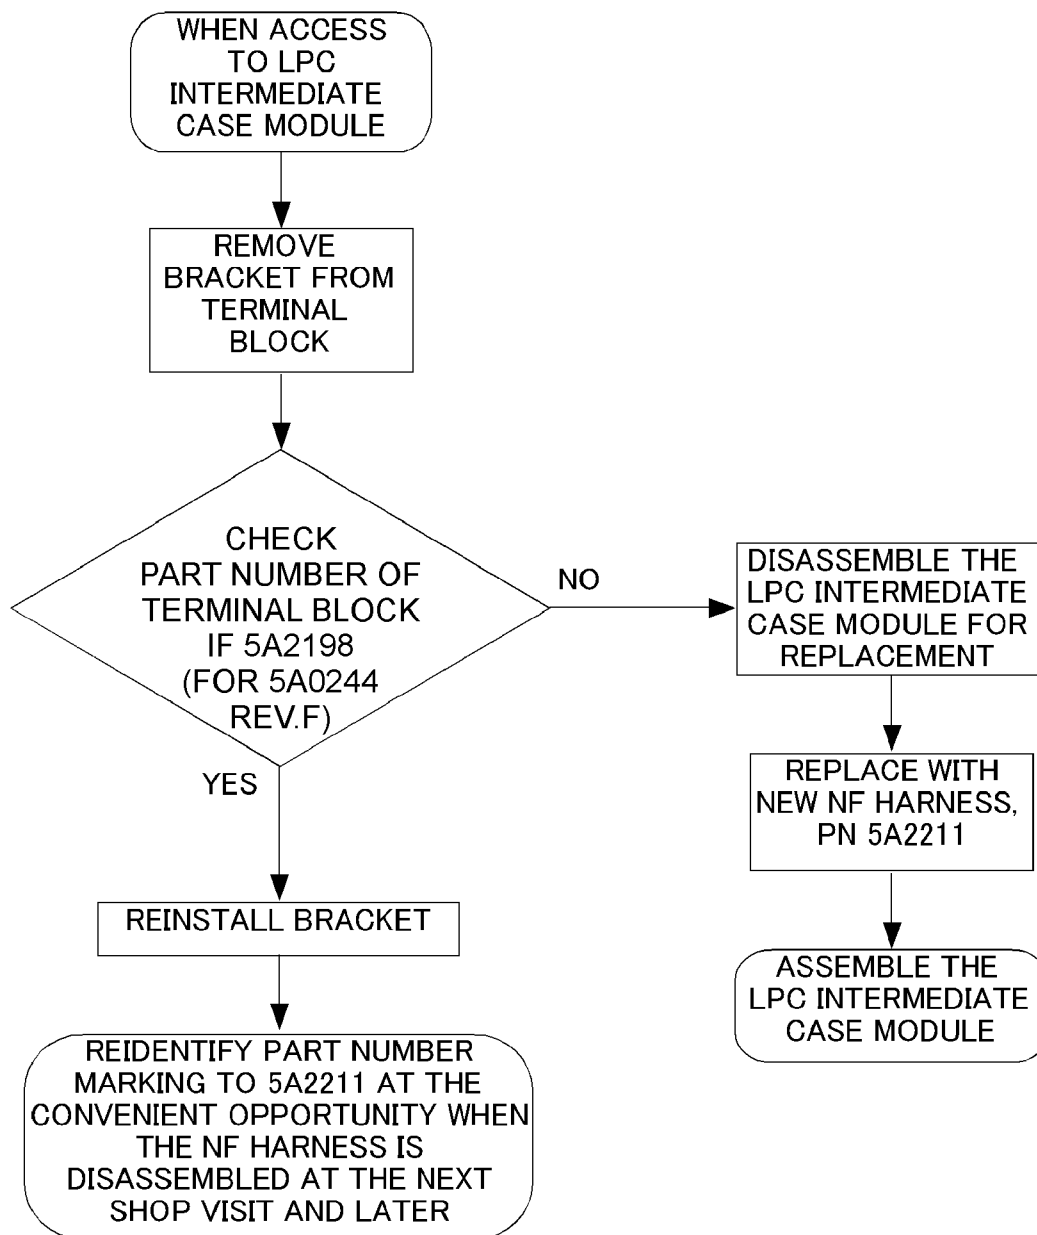 WHEN ACCESS
TO LPC
INTERMEDIATE
CASE MODULE
REMOVE
BRACKET FROM
TERMINAL
BLOCK
CHECK
PART NUMBER OF
TERMINAL BLOCK
IF 5A2198
(FOR 5A0244
REV.F)
NO
YES
DISASSEMBLE THE
LPC INTERMEDIATE
CASE MODULE FOR
REPLACEMENT
REPLACE WITH
NEW NF HARNESS,
PN 5A2211
ASSEMBLE THE
LPC INTERMEDIATE
CASE MODULE
REINSTALL BRACKET
REIDENTIFY PART NUMBER
MARKING TO 5A2211 AT THE
CONVENIENT OPPORTUNITY WHEN
THE NF HARNESS IS
DISASSEMBLED AT THE NEXT
SHOP VISIT AND LATER